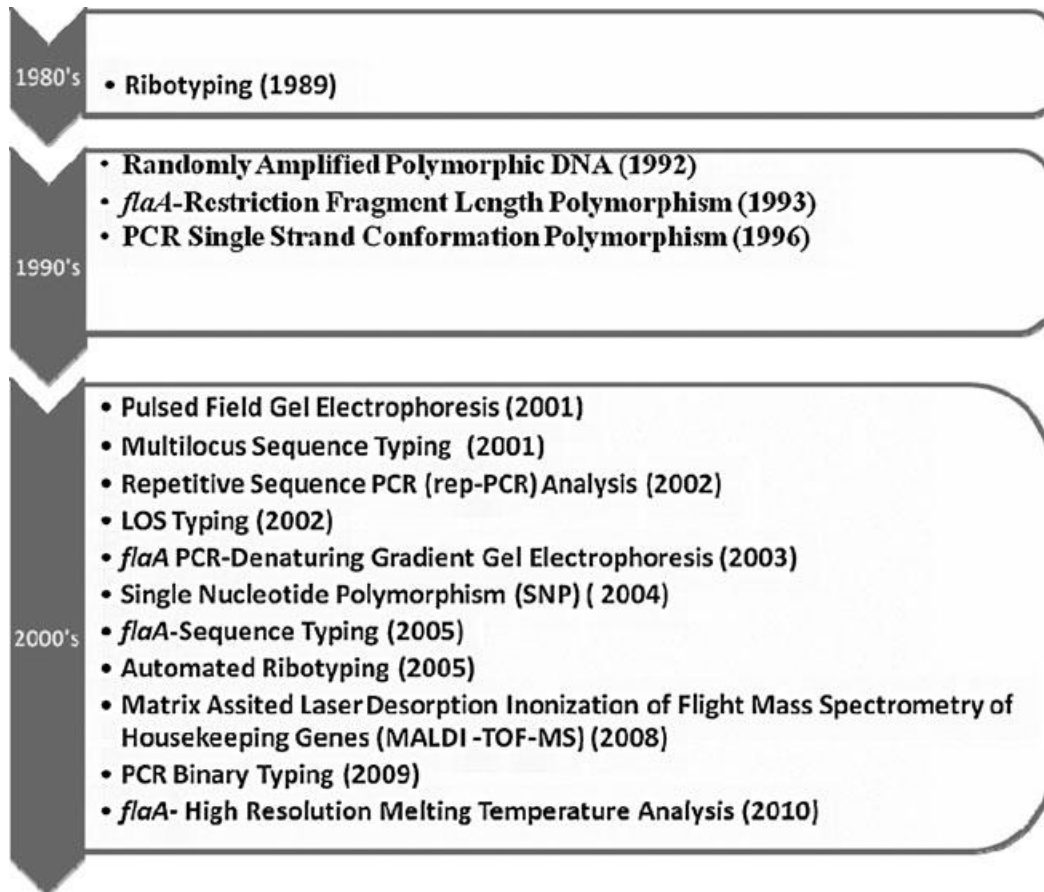 1980's
• Ribotyping (1989)
1990's
• Randomly Amplified Polymorphic DNA (1992)
• flaA-Restriction Fragment Length Polymorphism (1993)
• PCR Single Strand Conformation Polymorphism (1996)
2000's
• Pulsed Field Gel Electrophoresis (2001)
• Multilocus Sequence Typing (2001)
• Repetitive Sequence PCR (rep-PCR) Analysis (2002)
• LOS Typing (2002)
• flaA PCR-Denaturing Gradient Gel Electrophoresis (2003)
• Single Nucleotide Polymorphism (SNP) ( 2004)
• flaA-Sequence Typing (2005)
• Automated Ribotyping (2005)
• Matrix Assited Laser Desorption Inonization of Flight Mass Spectrometry of
Housekeeping Genes (MALDI -TOF-MS) (2008)
• PCR Binary Typing (2009)
• flaA- High Resolution Melting Temperature Analysis (2010)